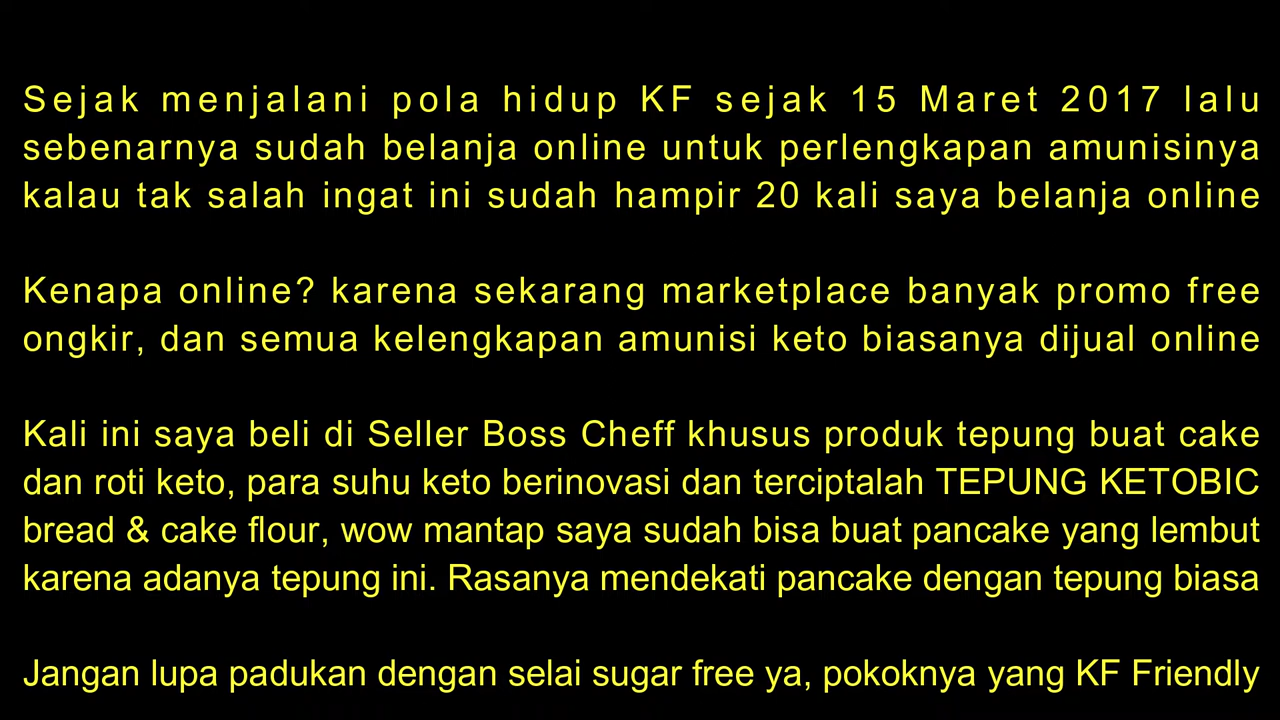 Sejak menjalani pola hidup KF sejak 15 Maret 2017 lalu
sebenarnya sudah belanja online untuk perlengkapan amunisinya
kalau tak salah ingat ini sudah hampir 20 kali saya belanja online
Kenapa online? karena sekarang marketplace banyak promo free
ongkir, dan semua kelengkapan amunisi keto biasanya dijual online
Kali ini saya beli di Seller Boss Cheff khusus produk tepung buat cake
dan roti keto, para suhu keto berinovasi dan terciptalah TEPUNG KETOBIC
bread & cake flour, wow mantap saya sudah bisa buat pancake yang lembut
karena adanya tepung ini. Rasanya mendekati pancake dengan tepung biasa
Jangan lupa padukan dengan selai sugar free ya, pokoknya yang KF Friendly